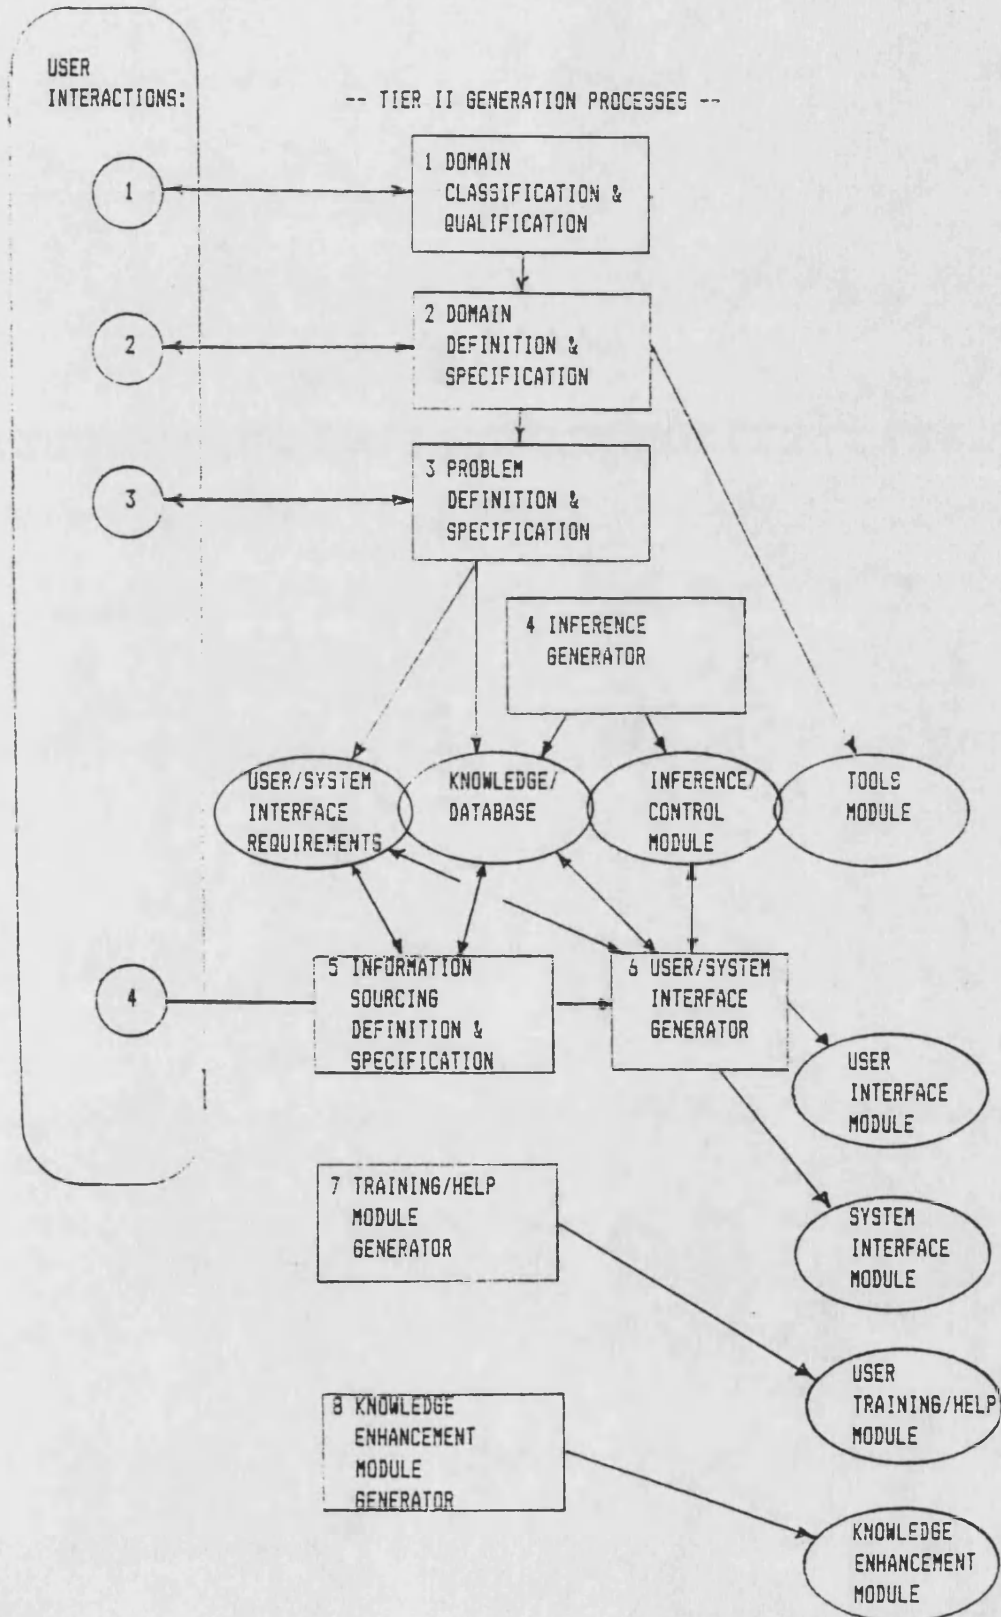 USER
INTERACTIONS:
-- TIER II GENERATION PROCESSES --
1
1 DOMAIN
CLASSIFICATION &
QUALIFICATION
2
2 DOMAIN
DEFINITION &
SPECIFICATION
3
3 PROBLEM
DEFINITION &
SPECIFICATION
4 INFERENCE
GENERATOR
USER/SYSTEM
INTERFACE
REQUIREMENTS
KNOWLEDGE/
DATABASE
INFERENCE/
CONTROL
MODULE
TOOLS
MODULE
4
5 INFORMATION
SOURCING
DEFINITION &
SPECIFICATION
6 USER/SYSTEM
INTERFACE
GENERATOR
USER
INTERFACE
MODULE
7 TRAINING/HELP
MODULE
GENERATOR
SYSTEM
INTERFACE
MODULE
USER
TRAINING/HELP
MODULE
8 KNOWLEDGE
ENHANCEMENT
MODULE
GENERATOR
KNOWLEDGE
ENHANCEMENT
MODULE